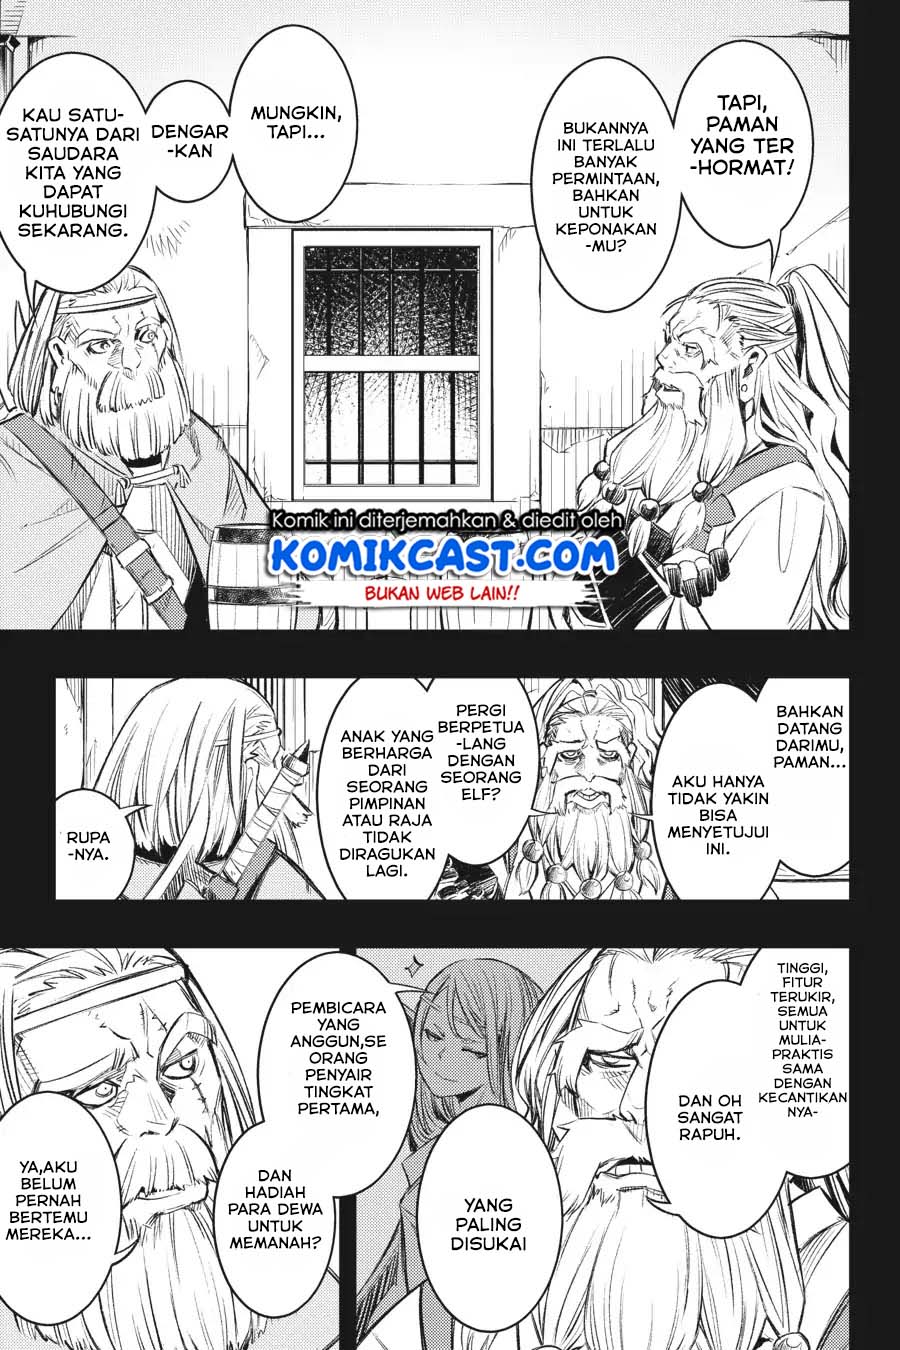 TAPI,
PAMAN
YANG TER
-HORMAT!
BUKANNYA
INI TERLALU
BANYAK
PERMINTAAN,
BAHKAN
UNTUK
KEPONAKAN
-MU?
MUNGKIN,
TAPI...
DENGAR
-KAN
KAU SATU-
SATUNYA DARI
SAUDARA
KITA YANG
DAPAT
KUHUBUNGI
SEKARANG.
Komik ini diterjemahkan & diedit oleh
KOMIKCAST.COM
BUKAN WEB LAIN!!
BAHKAN
DATANG
DARIMU,
PAMAN...
AKU HANYA
TIDAK YAKIN
BISA
MENYETUJUI
INI.
PERGI
BERPETUA
-LANG DENGAN
SEORANG
ELF?
ANAK YANG
BERHARGA
DARI
SEORANG
PIMPINAN
ATAU RAJA
TIDAK
DIRAGUKAN
LAGI.
RUPA
-NYA.
TINGGI,
FITUR
TERUKIR,
SEMUA
UNTUK
MULIA-
PRAKTIS
SAMA
DENGAN
KECANTIKAN
NYA-
DAN OH
SANGAT
RAPUH.
YANG
PALING
DISUKAI
PEMBICARA
YANG
ANGGUN,SE
ORANG
PENYAIR
TINGKAT
PERTAMA,
DAN
HADIAH
PARA DEWA
UNTUK
MEMANAH?
YA,AKU
BELUM
PERNAH
BERTEMU
MEREKA...